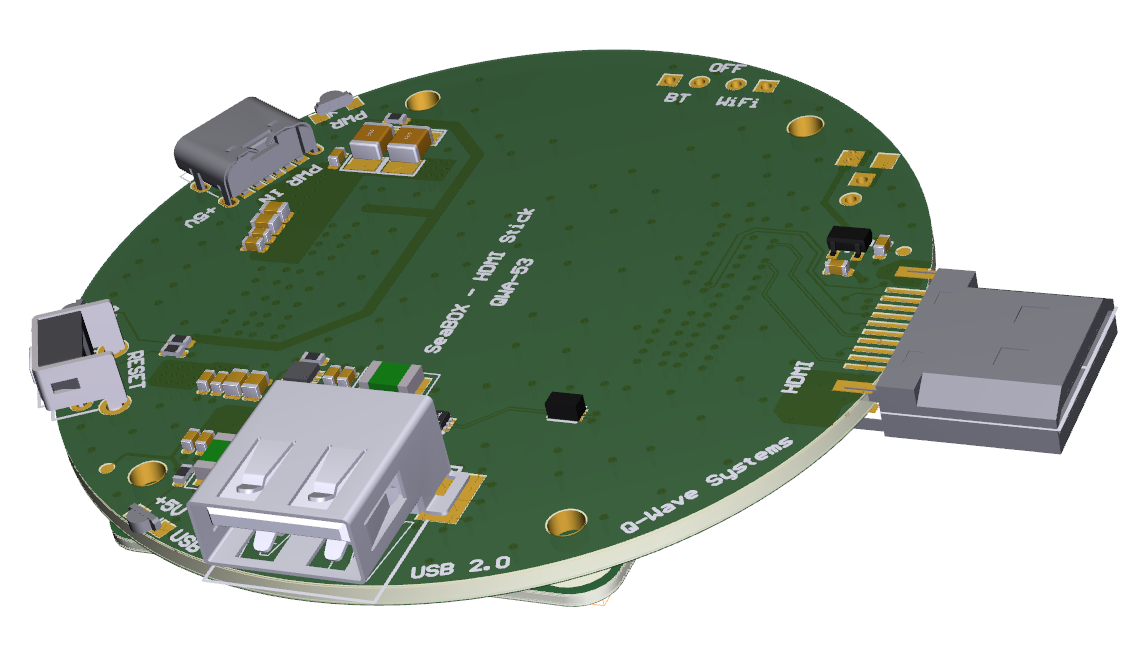 OFF
BT WiFi
PWR
PWR IN
+5V
SeaBOX - HDMI Stick
QWA-53
RESET
HDMI
Q-Wave Systems
+5V
USB
USB 2.0